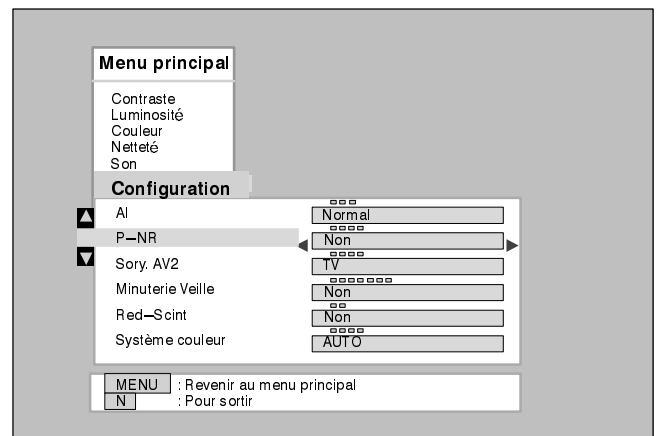 Menu principal
Contraste
Luminosité
Couleur
Netteté
Son
Configuration
AI Normal
P–NR Non
Sory. AV2 TV
Minuterie Veille Non
Red–Scint Non
Système couleur AUTO
MENU : Revenir au menu principal
N : Pour sortir